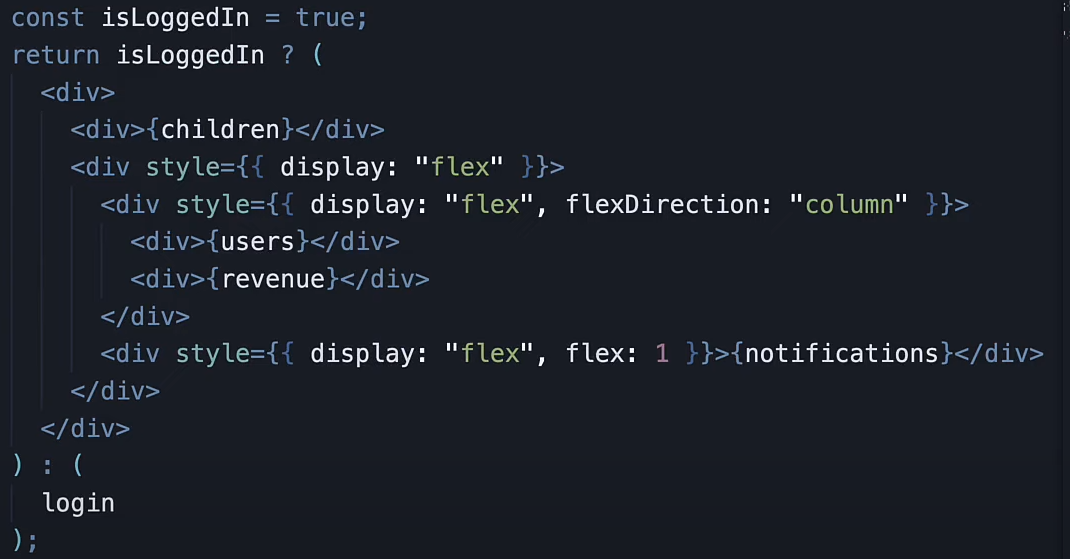 const isLoggedIn = true;
return isLoggedIn ? (
  <div>
    <div>{children}</div>
    <div style={{ display: "flex" }}>
      <div style={{ display: "flex", flexDirection: "column" }}>
        <div>{users}</div>
        <div>{revenue}</div>
      </div>
      <div style={{ display: "flex", flex: 1 }}>{notifications}</div>
    </div>
  </div>
) : (
  login
);